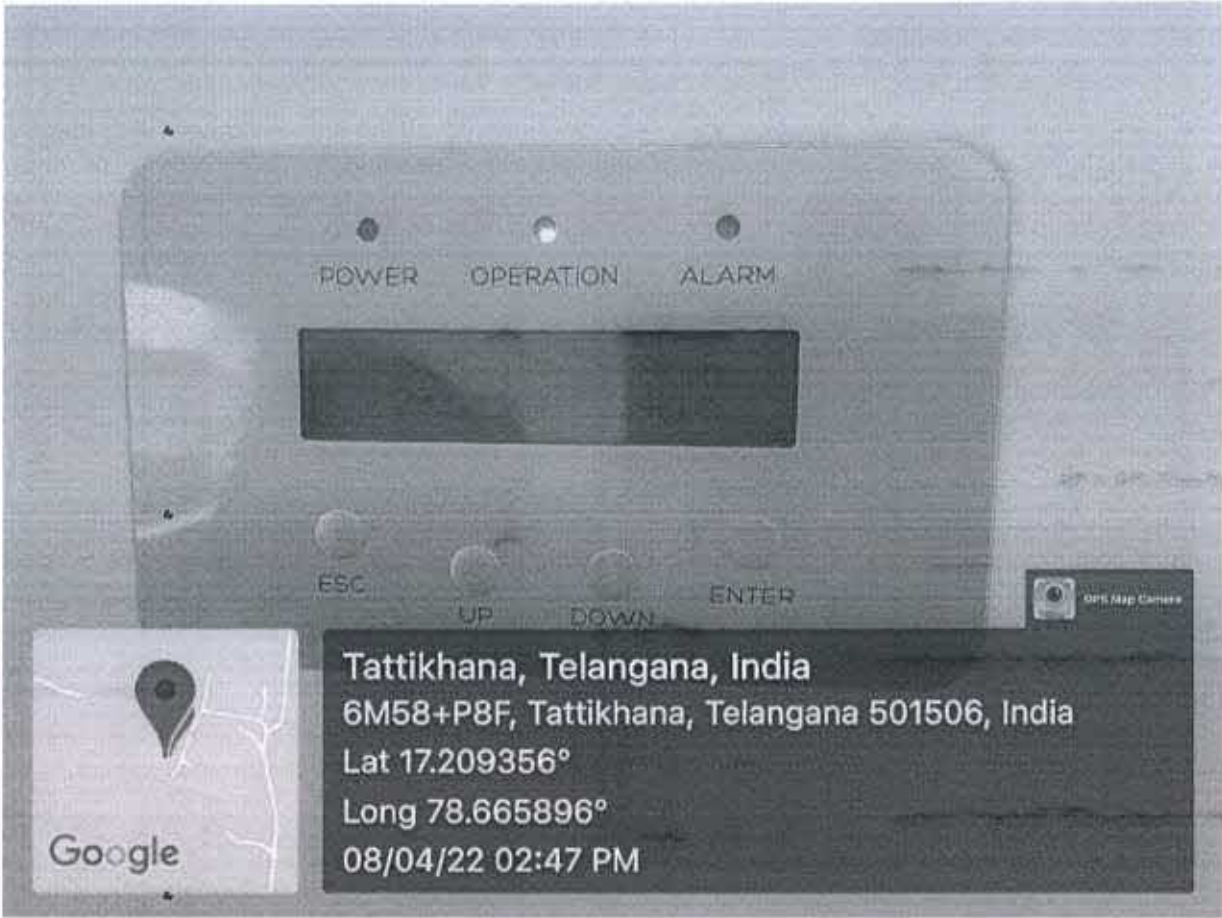 POWER OPERATION ALARM
ESC UP DOWN ENTER
GPS Map Camera
Tattikhana, Telangana, India
6M58+P8F, Tattikhana, Telangana 501506, India
Lat 17.209356°
Long 78.665896°
08/04/22 02:47 PM
Google